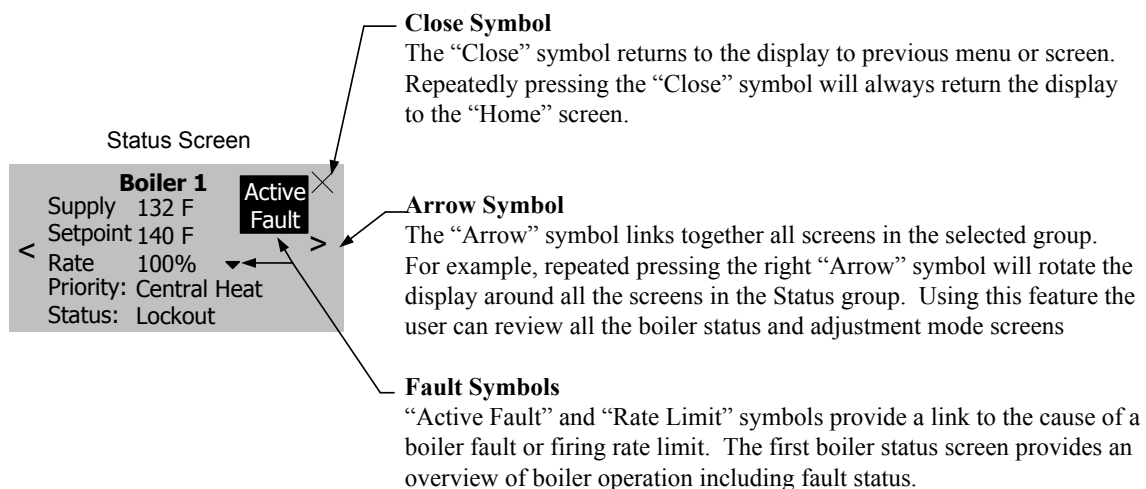 Close Symbol
The “Close” symbol returns to the display to previous menu or screen.
Repeatedly pressing the “Close” symbol will always return the display
to the “Home” screen.
Status Screen
Boiler 1
Active
Fault
Supply 132 F
Setpoint 140 F
< >
Rate 100%
Priority: Central Heat
Status: Lockout
Arrow Symbol
The “Arrow” symbol links together all screens in the selected group.
For example, repeated pressing the right “Arrow” symbol will rotate the
display around all the screens in the Status group. Using this feature the
user can review all the boiler status and adjustment mode screens
Fault Symbols
“Active Fault” and “Rate Limit” symbols provide a link to the cause of a
boiler fault or firing rate limit. The first boiler status screen provides an
overview of boiler operation including fault status.